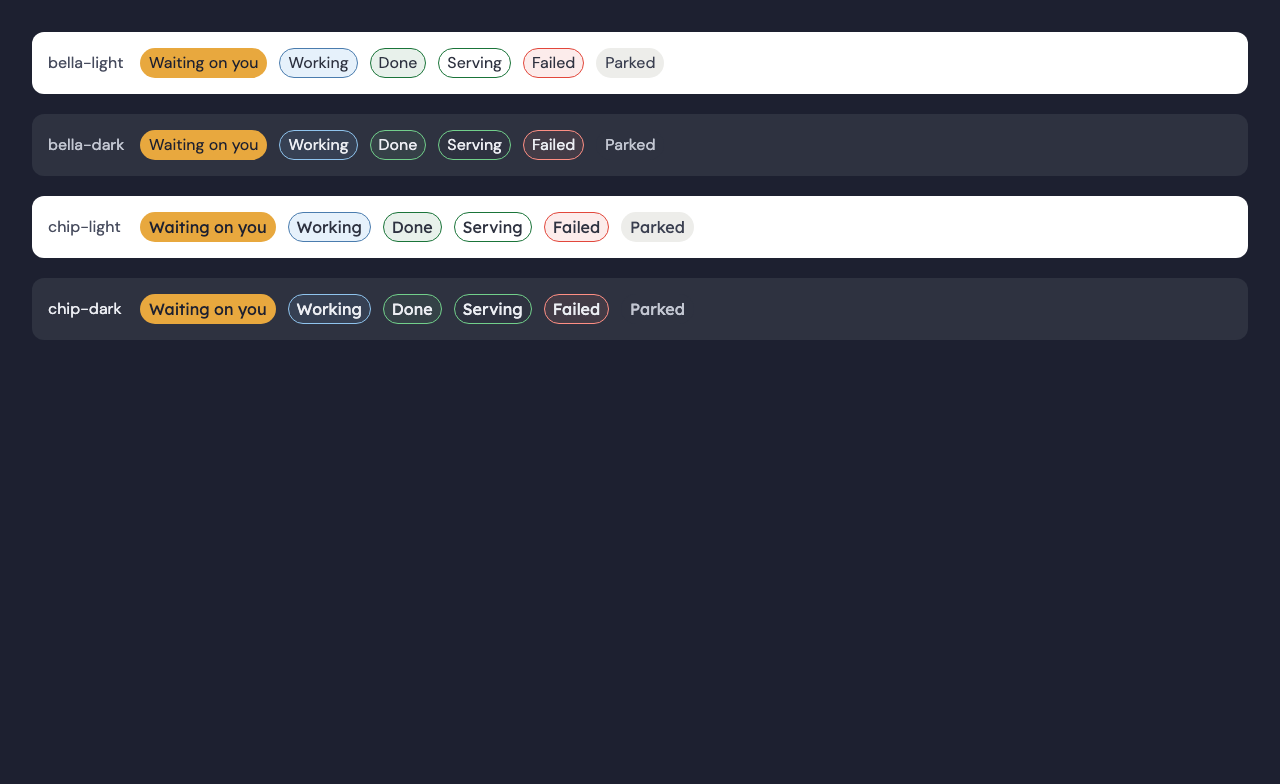 bella-light Waiting on you Working Done Serving Failed Parked
bella-dark Waiting on you Working Done Serving Failed Parked
chip-light Waiting on you Working Done Serving Failed Parked
chip-dark Waiting on you Working Done Serving Failed Parked